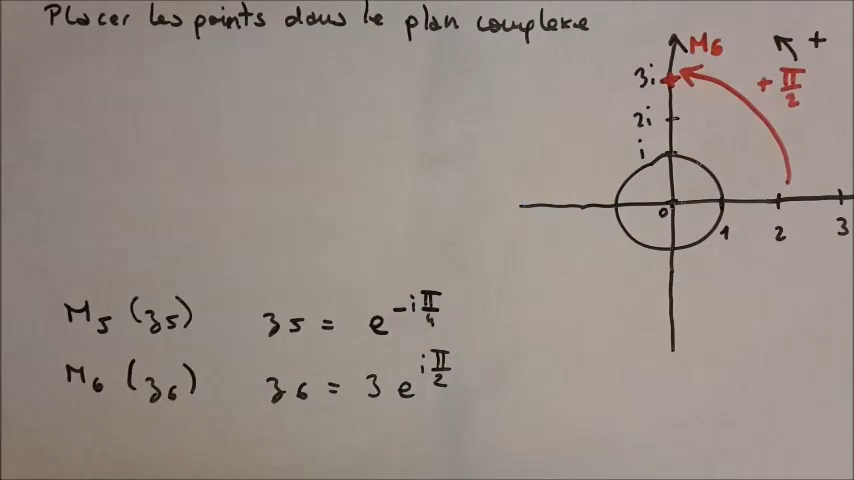 Placer les points dans le plan complexe
M6 +
3i + π/2
2i
i
0 1 2 3
M5 (z5) z5 = e^-iπ/4
M6 (z6) z6 = 3 e^iπ/2